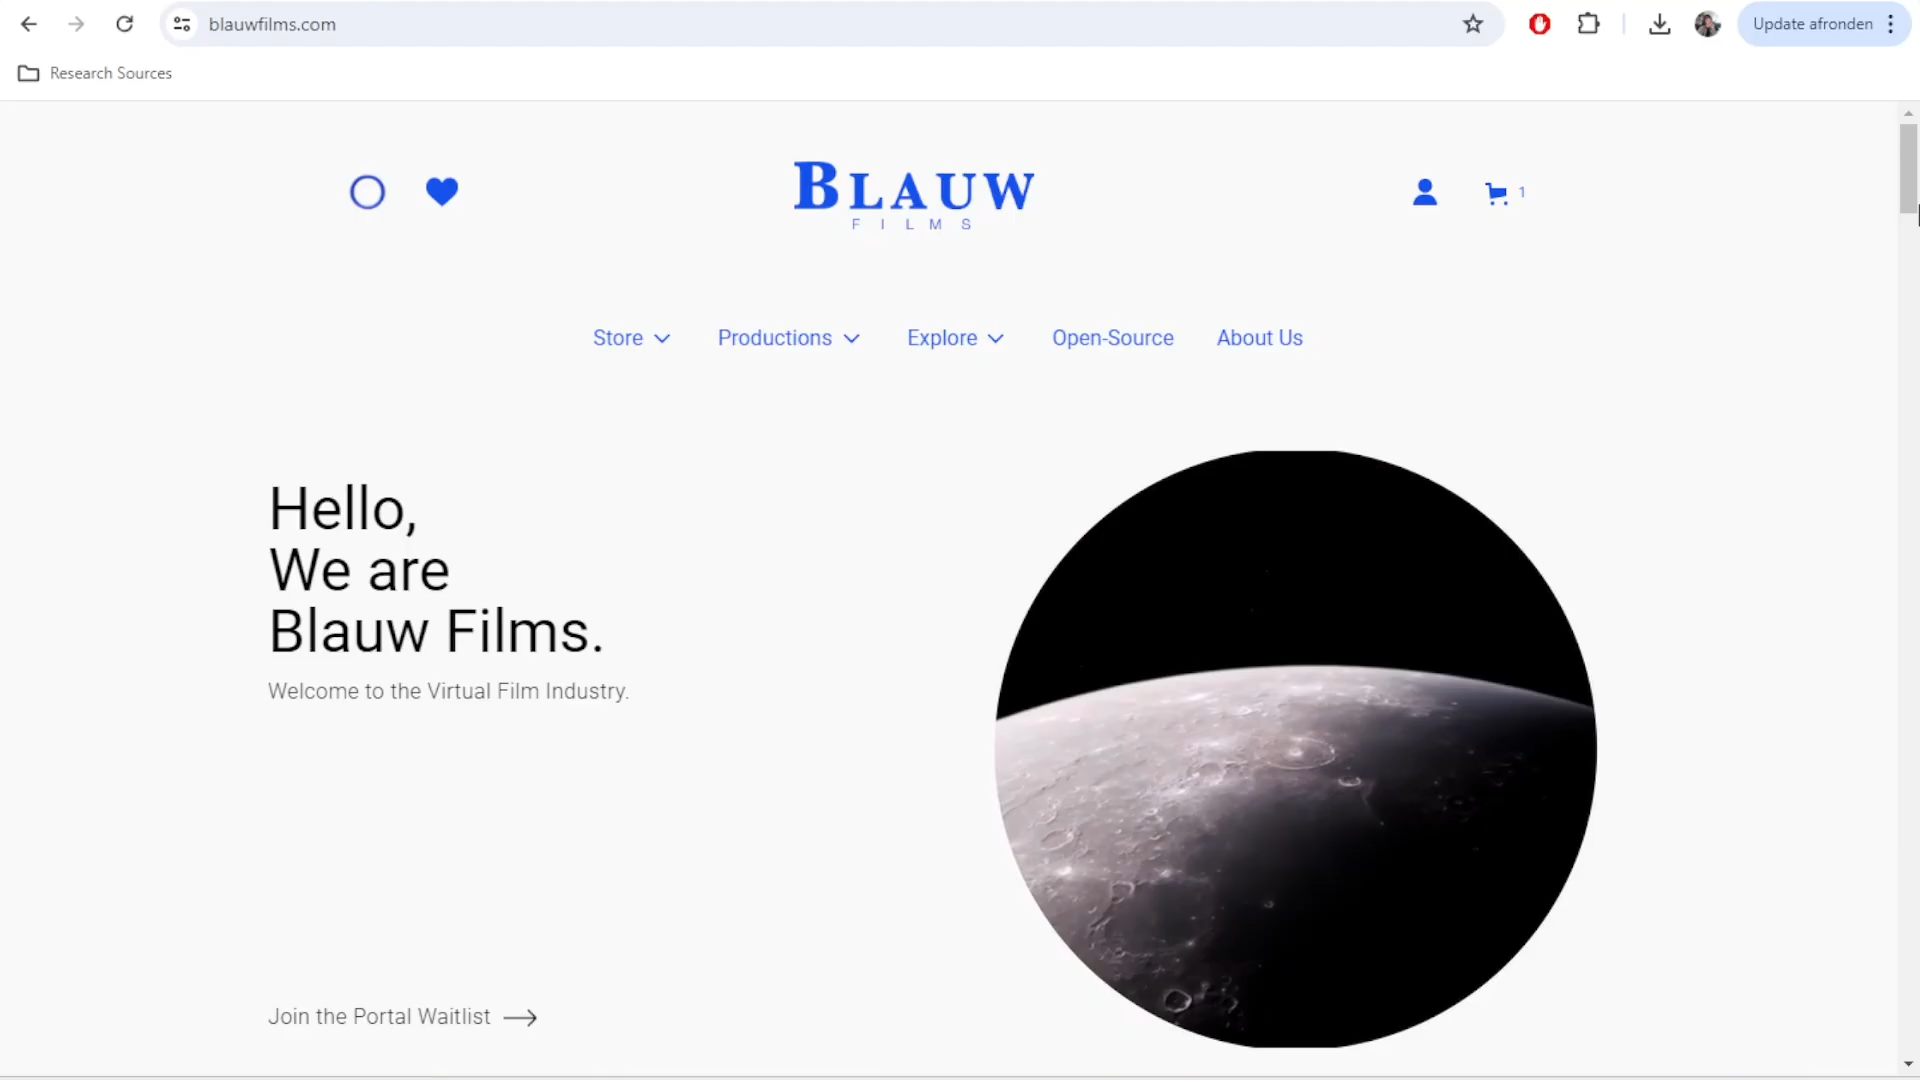 blauwfilms.com
Update afronden
Research Sources
BLAUW
FILMS
1
Store
Productions
Explore
Open-Source
About Us
Hello,
We are
Blauw Films.
Welcome to the Virtual Film Industry.
Join the Portal Waitlist